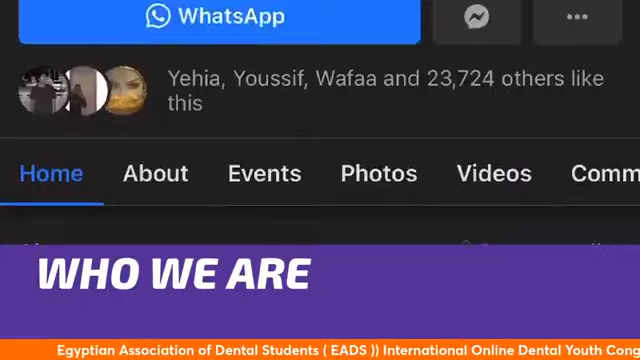 WhatsApp
Yehia, Youssif, Wafaa and 23,724 others like
this
Home About Events Photos Videos Comm
WHO WE ARE
Egyptian Association of Dental Students ( EADS )) International Online Dental Youth Cong